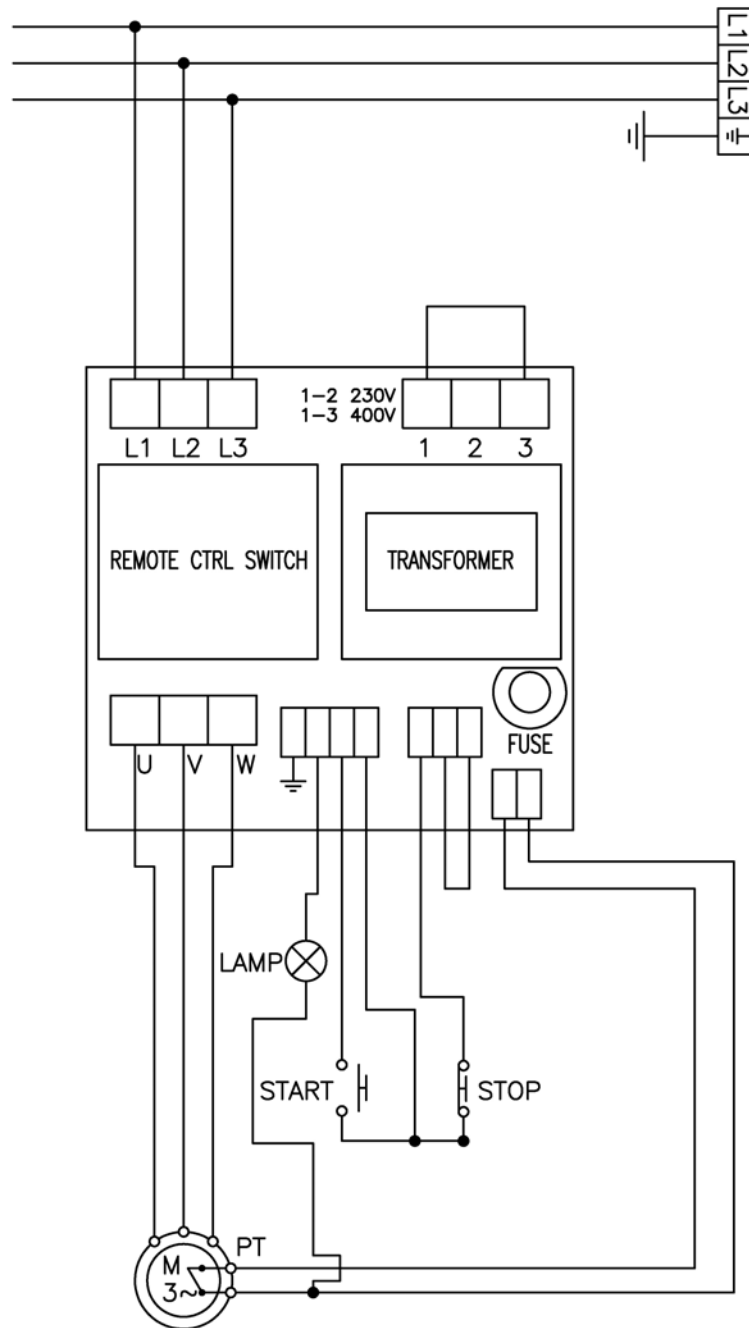 L1
L2
L3
1-2 230V
1-3 400V
L1 L2 L3
1 2 3
REMOTE CTRL SWITCH
TRANSFORMER
FUSE
U V W
LAMP
START
STOP
PT
M
3~